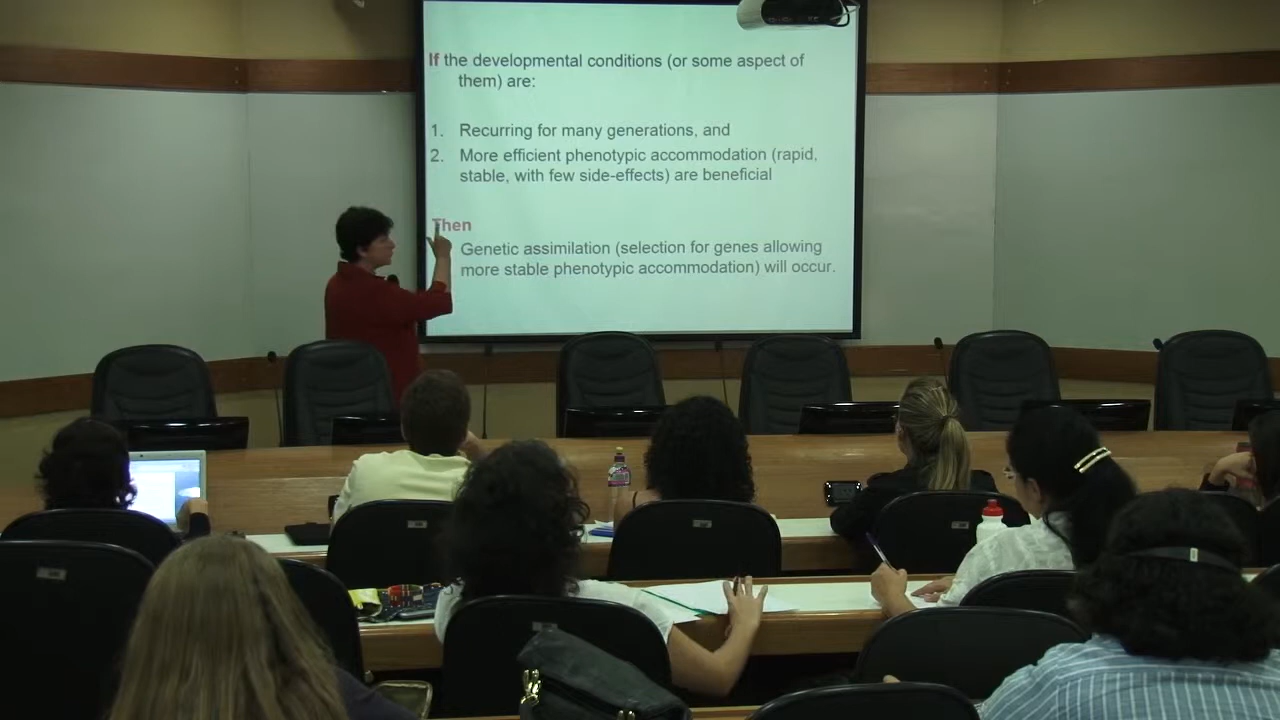 If the developmental conditions (or some aspect of
them) are:
1. Recurring for many generations, and
2. More efficient phenotypic accommodation (rapid,
stable, with few side-effects) are beneficial
Then
Genetic assimilation (selection for genes allowing
more stable phenotypic accommodation) will occur.